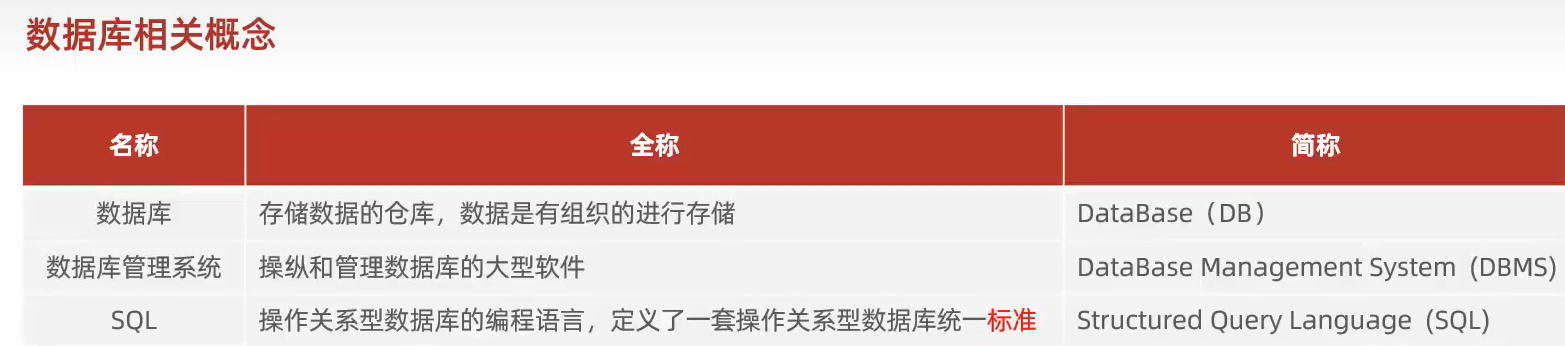 数据库相关概念
名称 全称 简称
数据库 存储数据的仓库，数据是有组织的进行存储 DataBase（DB）
数据库管理系统 操纵和管理数据库的大型软件 DataBase Management System (DBMS)
SQL 操作关系型数据库的编程语言，定义了一套操作关系型数据库统一标准 Structured Query Language (SQL)